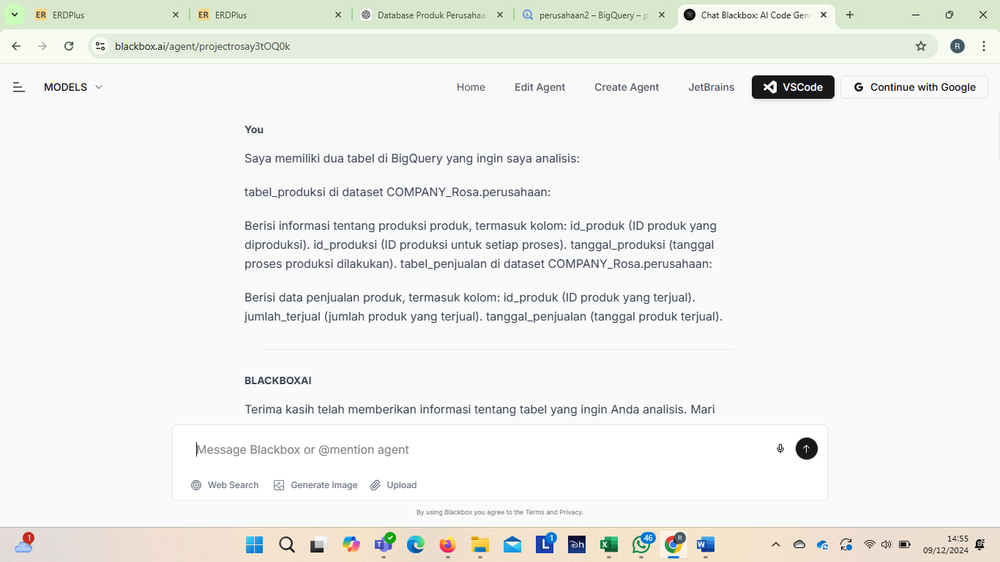 ER ERDPlus
ER ERDPlus
Database Produk Perusahaa
perusahaan2 – BigQuery – p
Chat Blackbox: AI Code Gen
blackbox.ai/agent/projectrosay3tOQ0k
R
MODELS
Home
Edit Agent
Create Agent
JetBrains
VSCode
G Continue with Google
You
Saya memiliki dua tabel di BigQuery yang ingin saya analisis:
tabel_produksi di dataset COMPANY_Rosa.perusahaan:
Berisi informasi tentang produksi produk, termasuk kolom: id_produk (ID produk yang
diproduksi). id_produksi (ID produksi untuk setiap proses). tanggal_produksi (tanggal
proses produksi dilakukan). tabel_penjualan di dataset COMPANY_Rosa.perusahaan:
Berisi data penjualan produk, termasuk kolom: id_produk (ID produk yang terjual).
jumlah_terjual (jumlah produk yang terjual). tanggal_penjualan (tanggal produk terjual).
BLACKBOXAI
Terima kasih telah memberikan informasi tentang tabel yang ingin Anda analisis. Mari
Message Blackbox or @mention agent
Web Search
Generate Image
Upload
By using Blackbox you agree to the Terms and Privacy.
1
L
1
46
R
14:55
09/12/2024